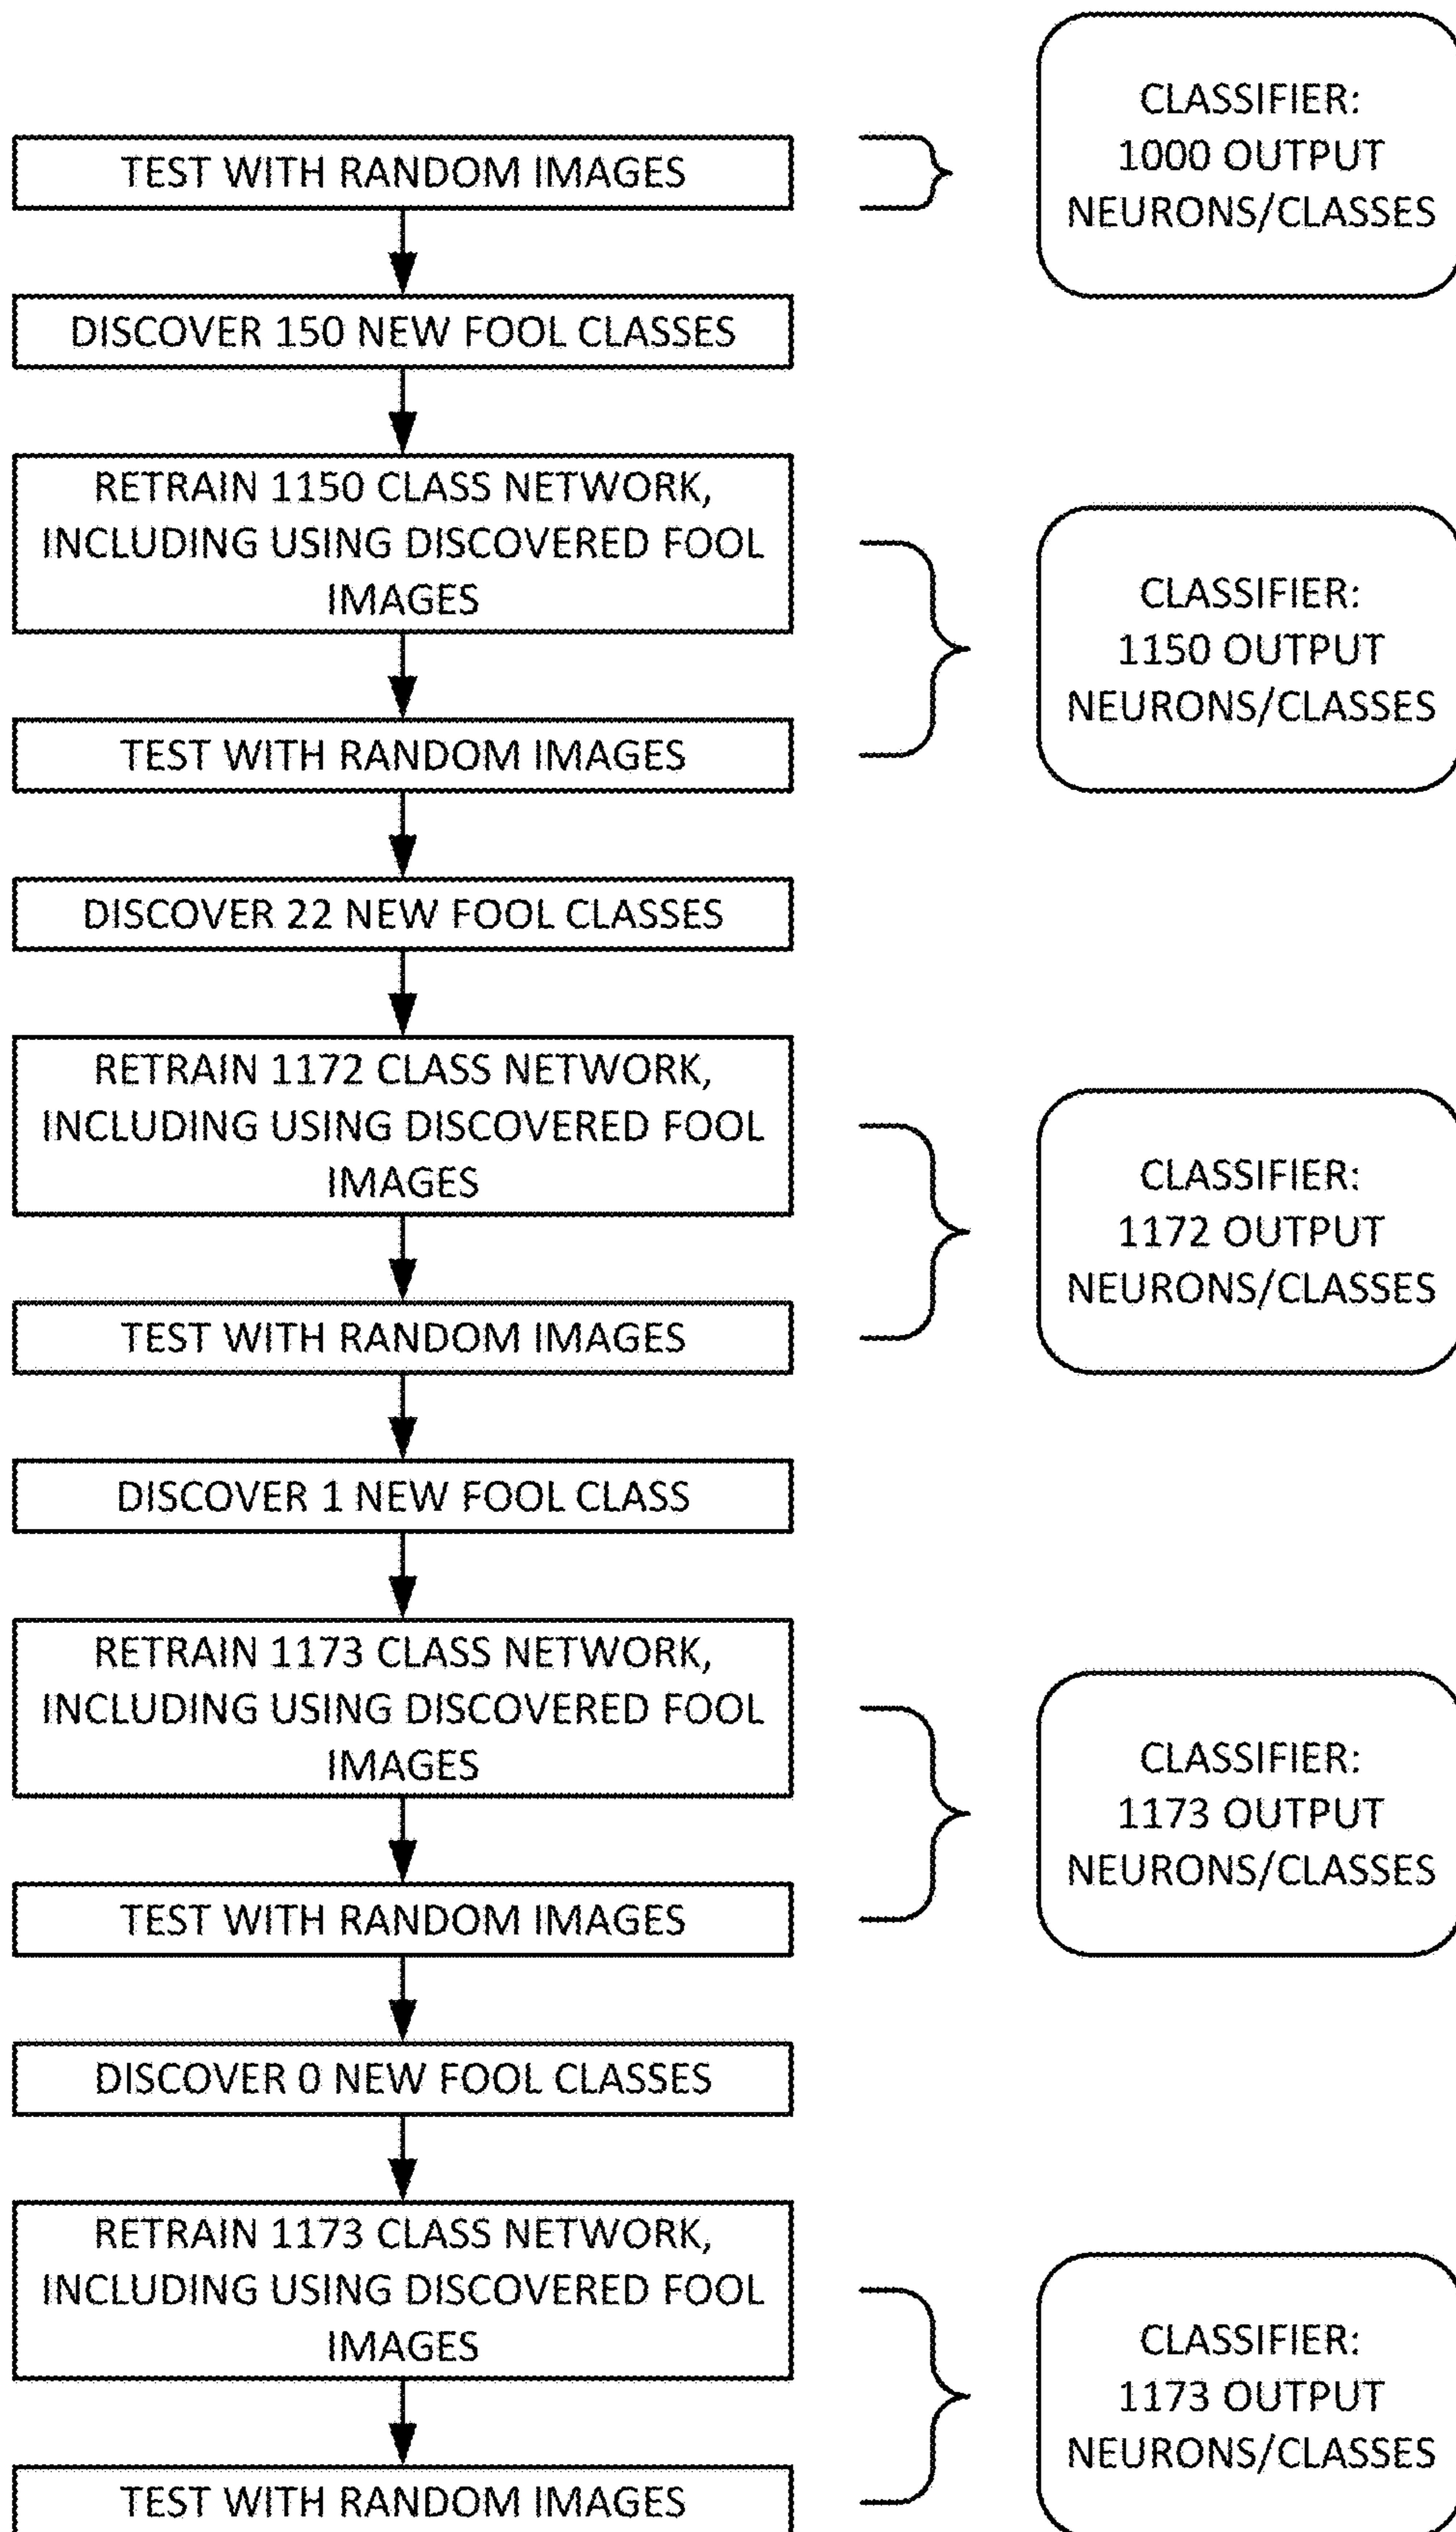 TEST WITH RANDOM IMAGES
CLASSIFIER:
1000 OUTPUT
NEURONS/CLASSES
DISCOVER 150 NEW FOOL CLASSES
RETRAIN 1150 CLASS NETWORK,
INCLUDING USING DISCOVERED FOOL
IMAGES
TEST WITH RANDOM IMAGES
CLASSIFIER:
1150 OUTPUT
NEURONS/CLASSES
DISCOVER 22 NEW FOOL CLASSES
RETRAIN 1172 CLASS NETWORK,
INCLUDING USING DISCOVERED FOOL
IMAGES
TEST WITH RANDOM IMAGES
CLASSIFIER:
1172 OUTPUT
NEURONS/CLASSES
DISCOVER 1 NEW FOOL CLASS
RETRAIN 1173 CLASS NETWORK,
INCLUDING USING DISCOVERED FOOL
IMAGES
TEST WITH RANDOM IMAGES
CLASSIFIER:
1173 OUTPUT
NEURONS/CLASSES
DISCOVER 0 NEW FOOL CLASSES
RETRAIN 1173 CLASS NETWORK,
INCLUDING USING DISCOVERED FOOL
IMAGES
TEST WITH RANDOM IMAGES
CLASSIFIER:
1173 OUTPUT
NEURONS/CLASSES